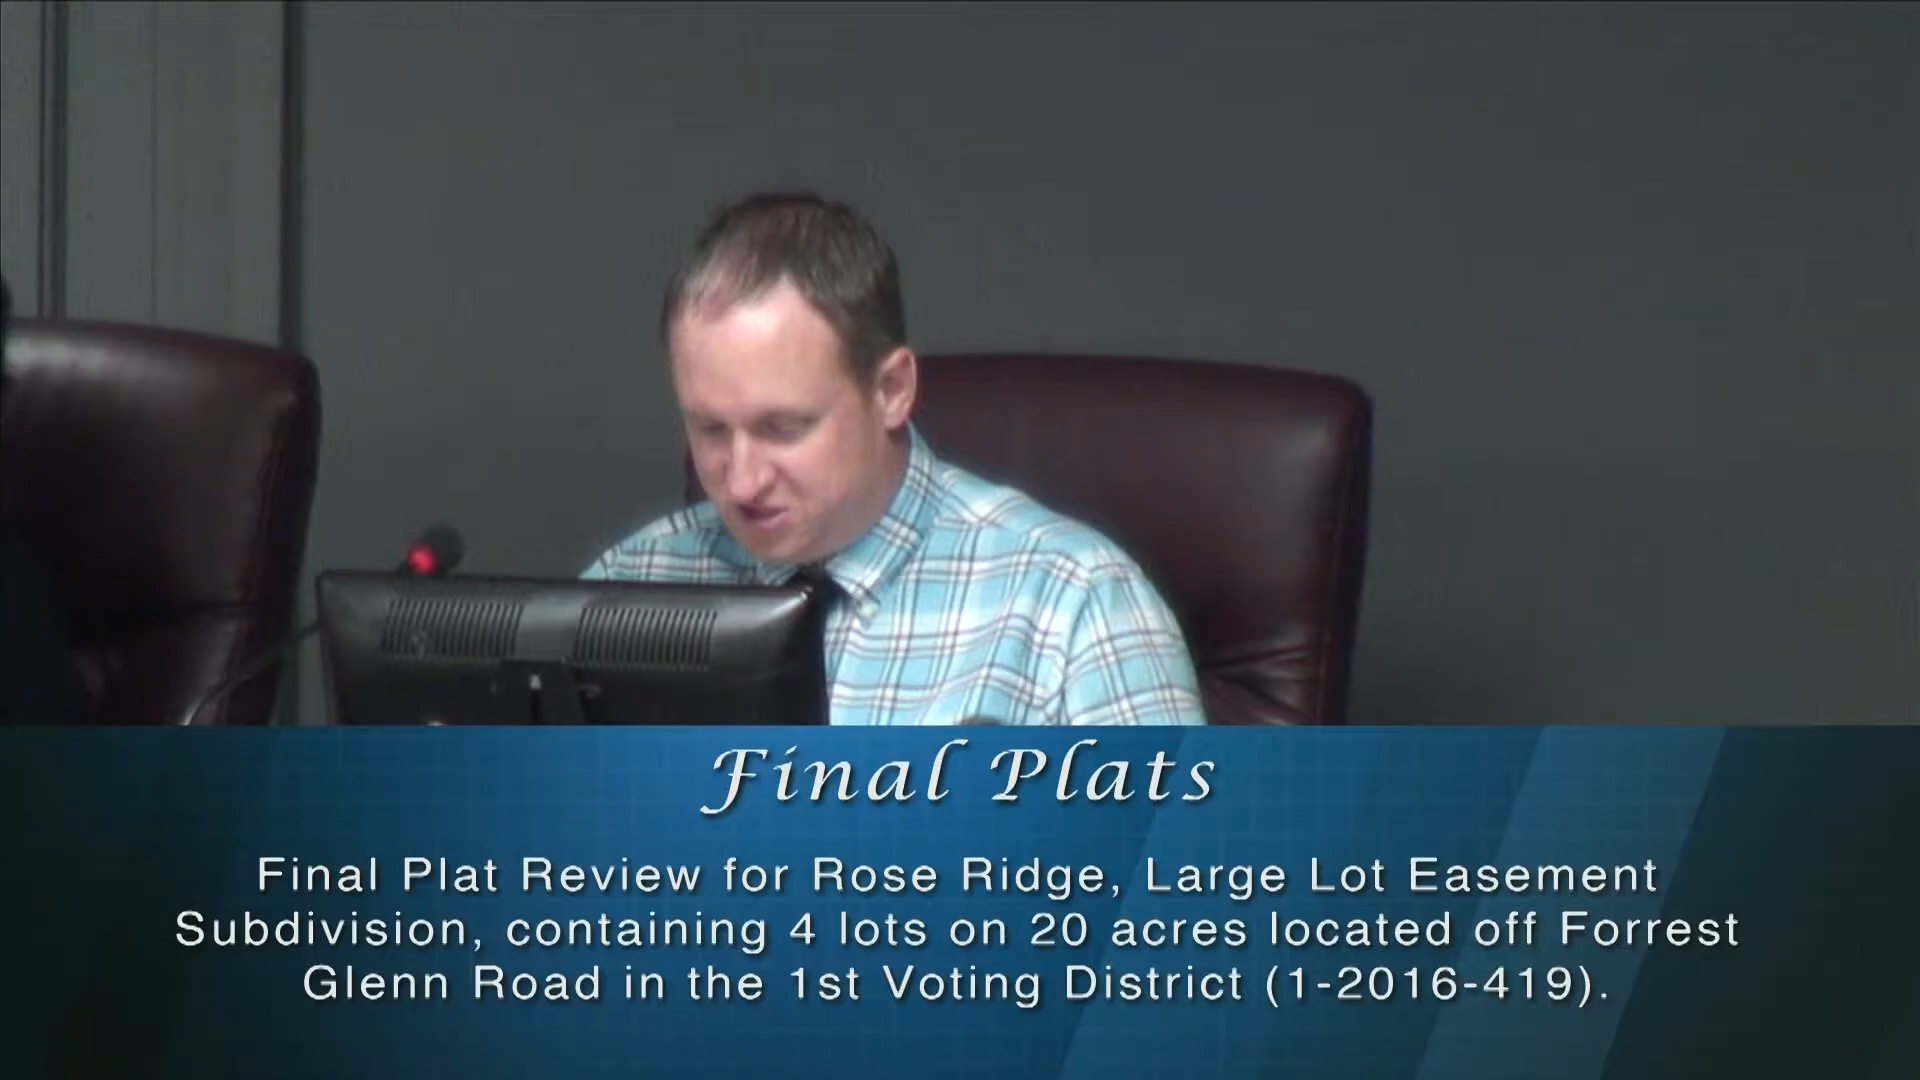 Final Plats
Final Plat Review for Rose Ridge, Large Lot Easement
Subdivision, containing 4 lots on 20 acres located off Forrest
Glenn Road in the 1st Voting District (1-2016-419).